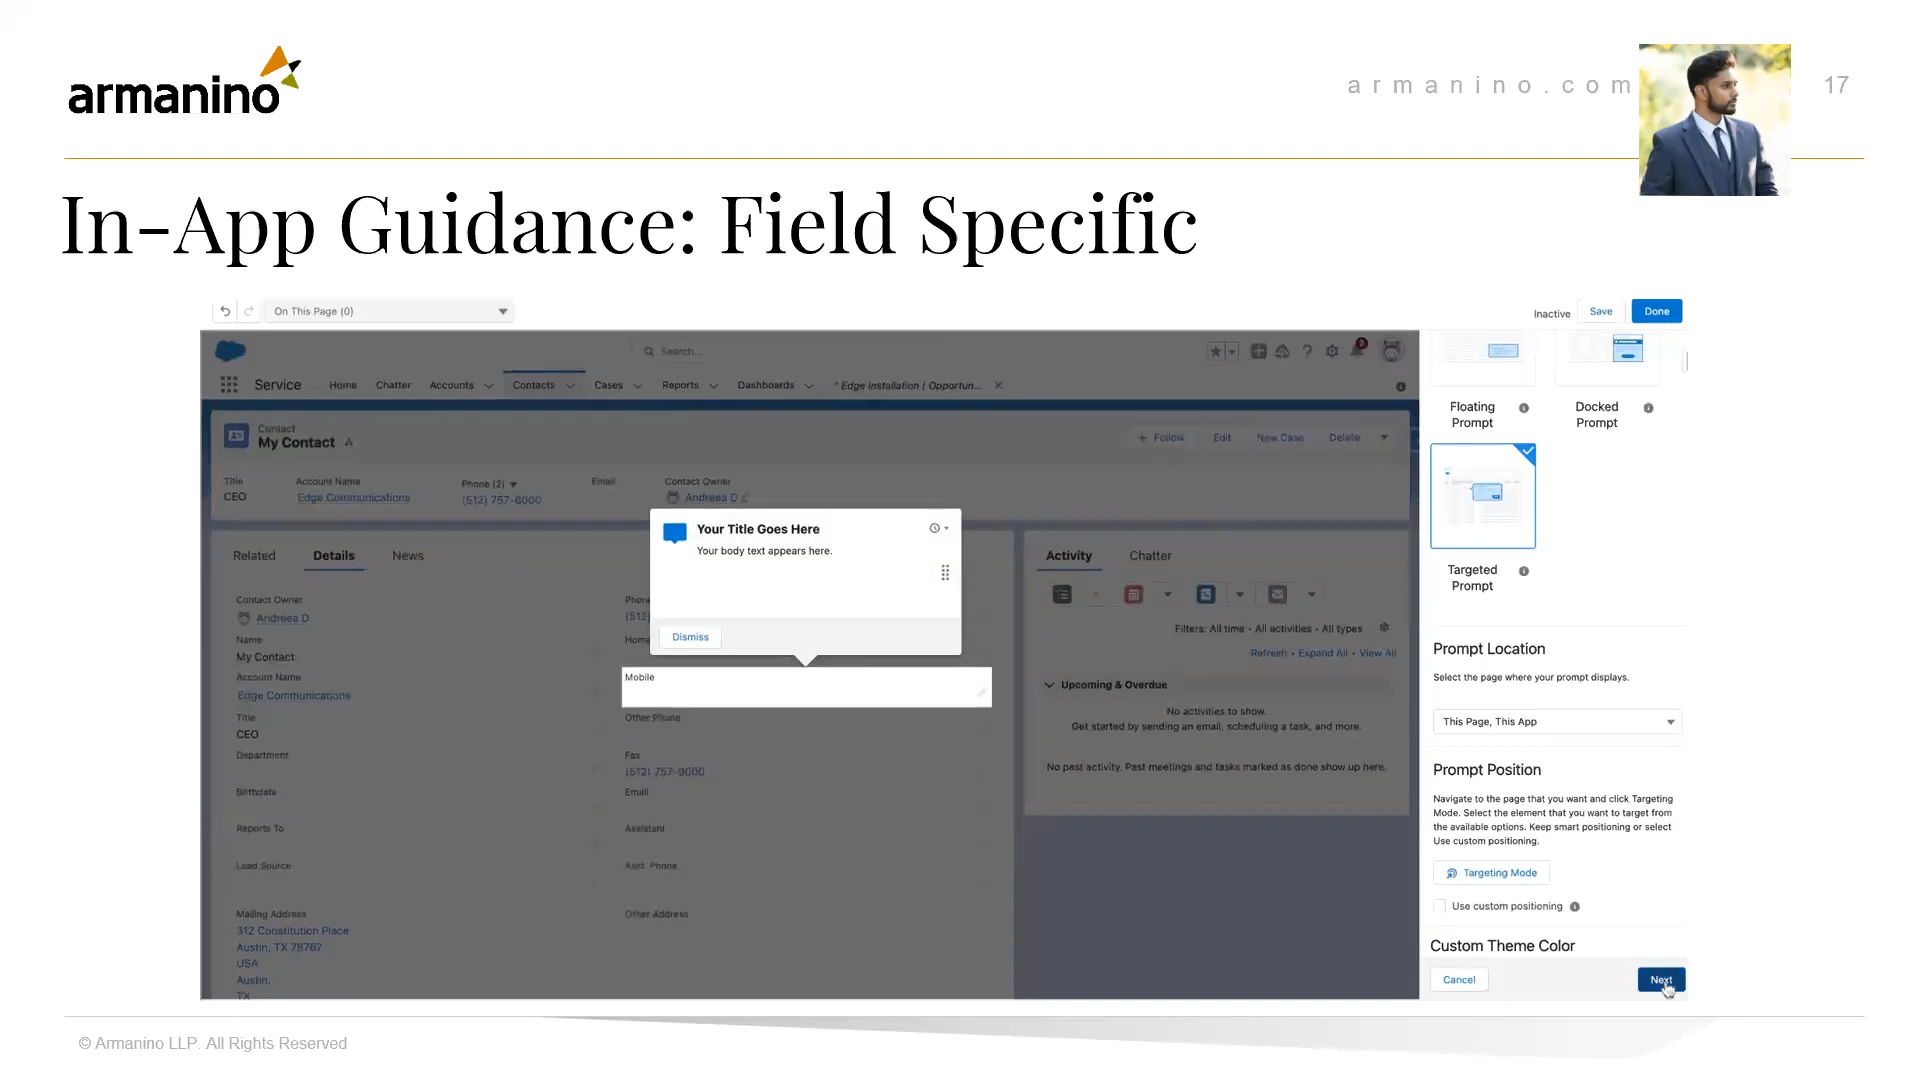 armanino
armanino.com
17
In-App Guidance: Field Specific
On This Page (0)
Inactive
Save
Done
Search...
3
Service
Home
Chatter
Accounts
Contacts
Cases
Reports
Dashboards
* Edge Installation | Opportun...
Contact
My Contact
Follow
Edit
New Case
Delete
Title
CEO
Account Name
Edge Communications
Phone (2)
(512) 757-6000
Email
Contact Owner
Andreea D
Related
Details
News
Contact Owner
Andreea D
Name
My Contact
Account Name
Edge Communications
Title
CEO
Department
Birthdate
Reports To
Lead Source
Mailing Address
312 Constitution Place
Austin, TX 78767
USA
Austin,
TX
Your Title Goes Here
Your body text appears here.
Dismiss
Mobile
Other Phone
Fax
(512) 757-9000
Email
Assistant
Asst. Phone
Other Address
Activity
Chatter
Filters: All time • All activities • All types
Refresh • Expand All • View All
Upcoming & Overdue
No activities to show.
Get started by sending an email, scheduling a task, and more.
No past activity. Past meetings and tasks marked as done show up here.
Floating
Prompt
Docked
Prompt
Targeted
Prompt
Prompt Location
Select the page where your prompt displays.
This Page, This App
Prompt Position
Navigate to the page that you want and click Targeting
Mode. Select the element that you want to target from
the available options. Keep smart positioning or select
Use custom positioning.
Targeting Mode
Use custom positioning
Custom Theme Color
Cancel
Next
© Armanino LLP. All Rights Reserved